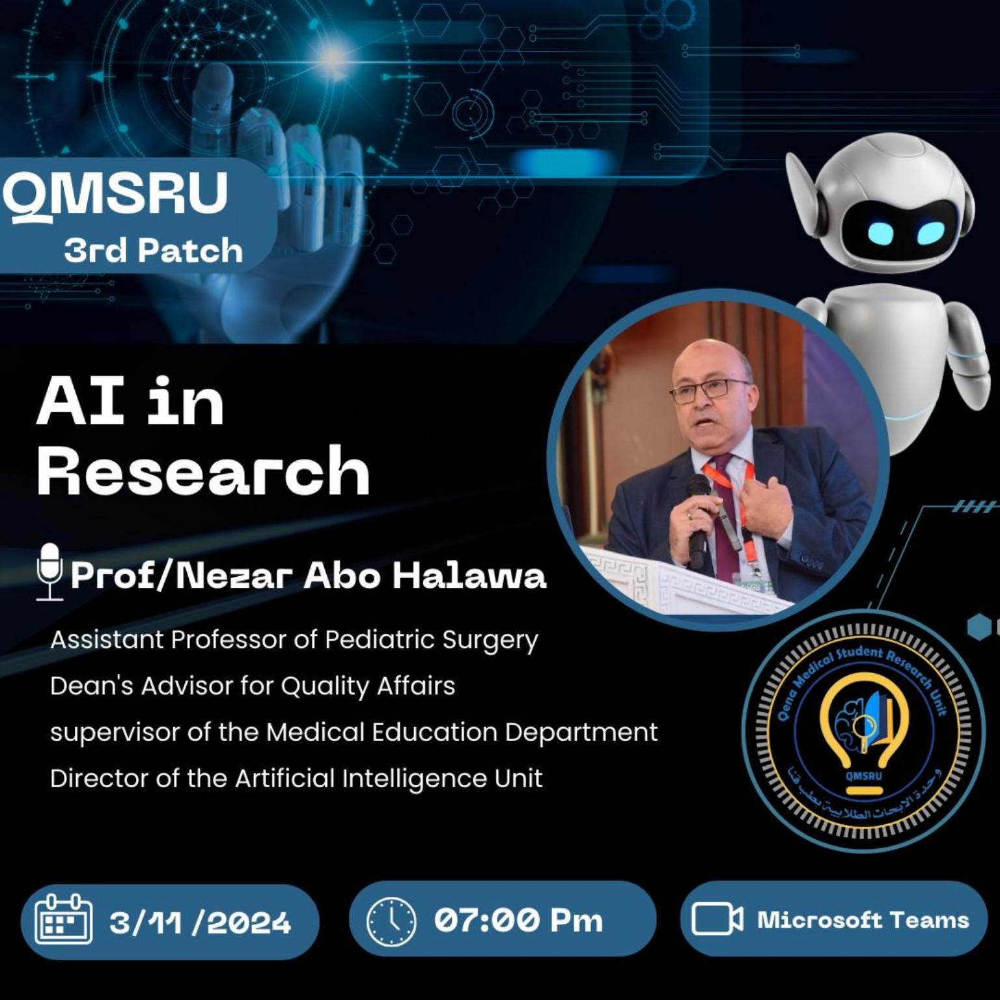 QMSRU
3rd Patch
AI in
Research
Prof/Nezar Abo Halawa
Assistant Professor of Pediatric Surgery
Dean's Advisor for Quality Affairs
supervisor of the Medical Education Department
Director of the Artificial Intelligence Unit
Qena Medical Student Research Unit
QMSRU
وحدة الابحاث الطلابية بطب قنا
3/11 /2024
07:00 Pm
Microsoft Teams